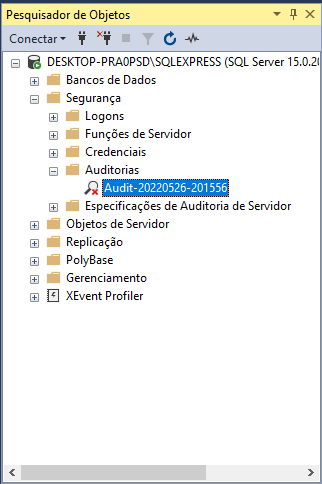 Pesquisador de Objetos
Conectar
DESKTOP-PRA0PSD\SQLEXPRESS (SQL Server 15.0.20
Bancos de Dados
Segurança
Logons
Funções de Servidor
Credenciais
Auditorias
Audit-20220526-201556
Especificações de Auditoria de Servidor
Objetos de Servidor
Replicação
PolyBase
Gerenciamento
XEvent Profiler